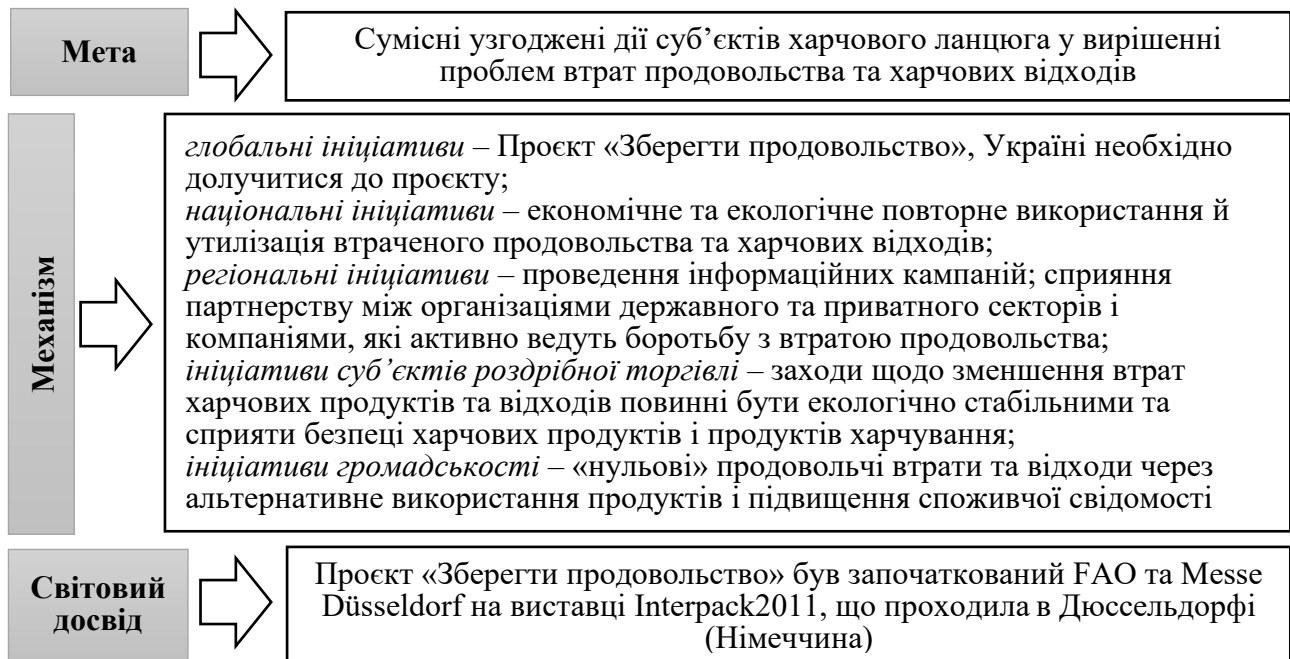 Мета
Сумісні узгоджені дії суб’єктів харчового ланцюга у вирішенні
проблем втрат продовольства та харчових відходів
Механізм
глобальні ініціативи – Проєкт «Зберегти продовольство», Україні необхідно
долучитися до проєкту;
національні ініціативи – економічне та екологічне повторне використання й
утилізація втраченого продовольства та харчових відходів;
регіональні ініціативи – проведення інформаційних кампаній; сприяння
партнерству між організаціями державного та приватного секторів і
компаніями, які активно ведуть боротьбу з втратою продовольства;
ініціативи суб’єктів роздрібної торгівлі – заходи щодо зменшення втрат
харчових продуктів та відходів повинні бути екологічно стабільними та
сприяти безпеці харчових продуктів і продуктів харчування;
ініціативи громадськості – «нульові» продовольчі втрати та відходи через
альтернативне використання продуктів і підвищення споживчої свідомості
Світовий
досвід
Проєкт «Зберегти продовольство» був започаткований FAO та Messe
Düsseldorf на виставці Interpack2011, що проходила в Дюссельдорфі
(Німеччина)